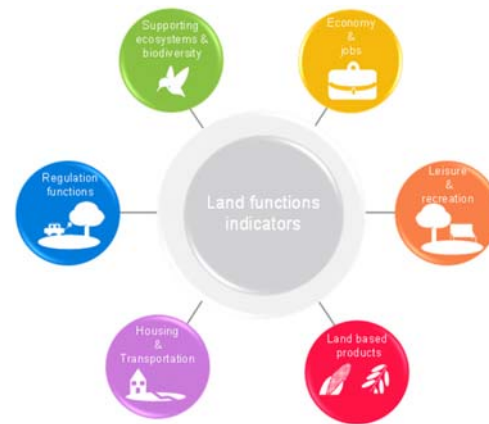 Supporting
ecosystems &
biodiversity
Economy
&
jobs
Regulation
functions
Land functions
indicators
Leisure
&
recreation
Housing
&
Transportation
Land based
products